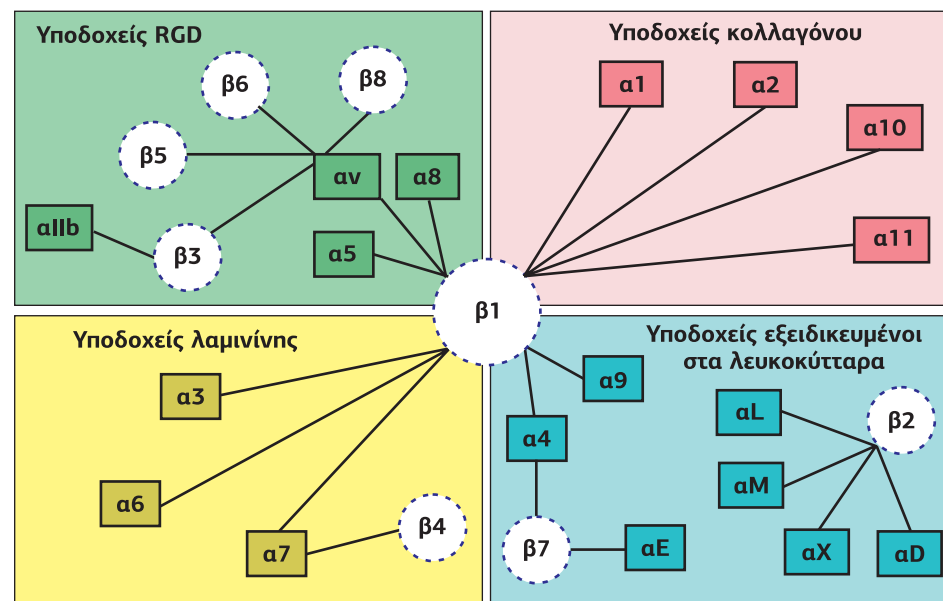 Υποδοχείς RGD
β6
β8
β5
αv
α8
αIIb
β3
α5
Υποδοχείς κολλαγόνου
α1
α2
α10
α11
β1
Υποδοχείς λαμινίνης
α3
α6
α7
β4
Υποδοχείς εξειδικευμένοι
στα λευκοκύτταρα
α9
α4
αL
β2
αM
β7
αE
αX
αD